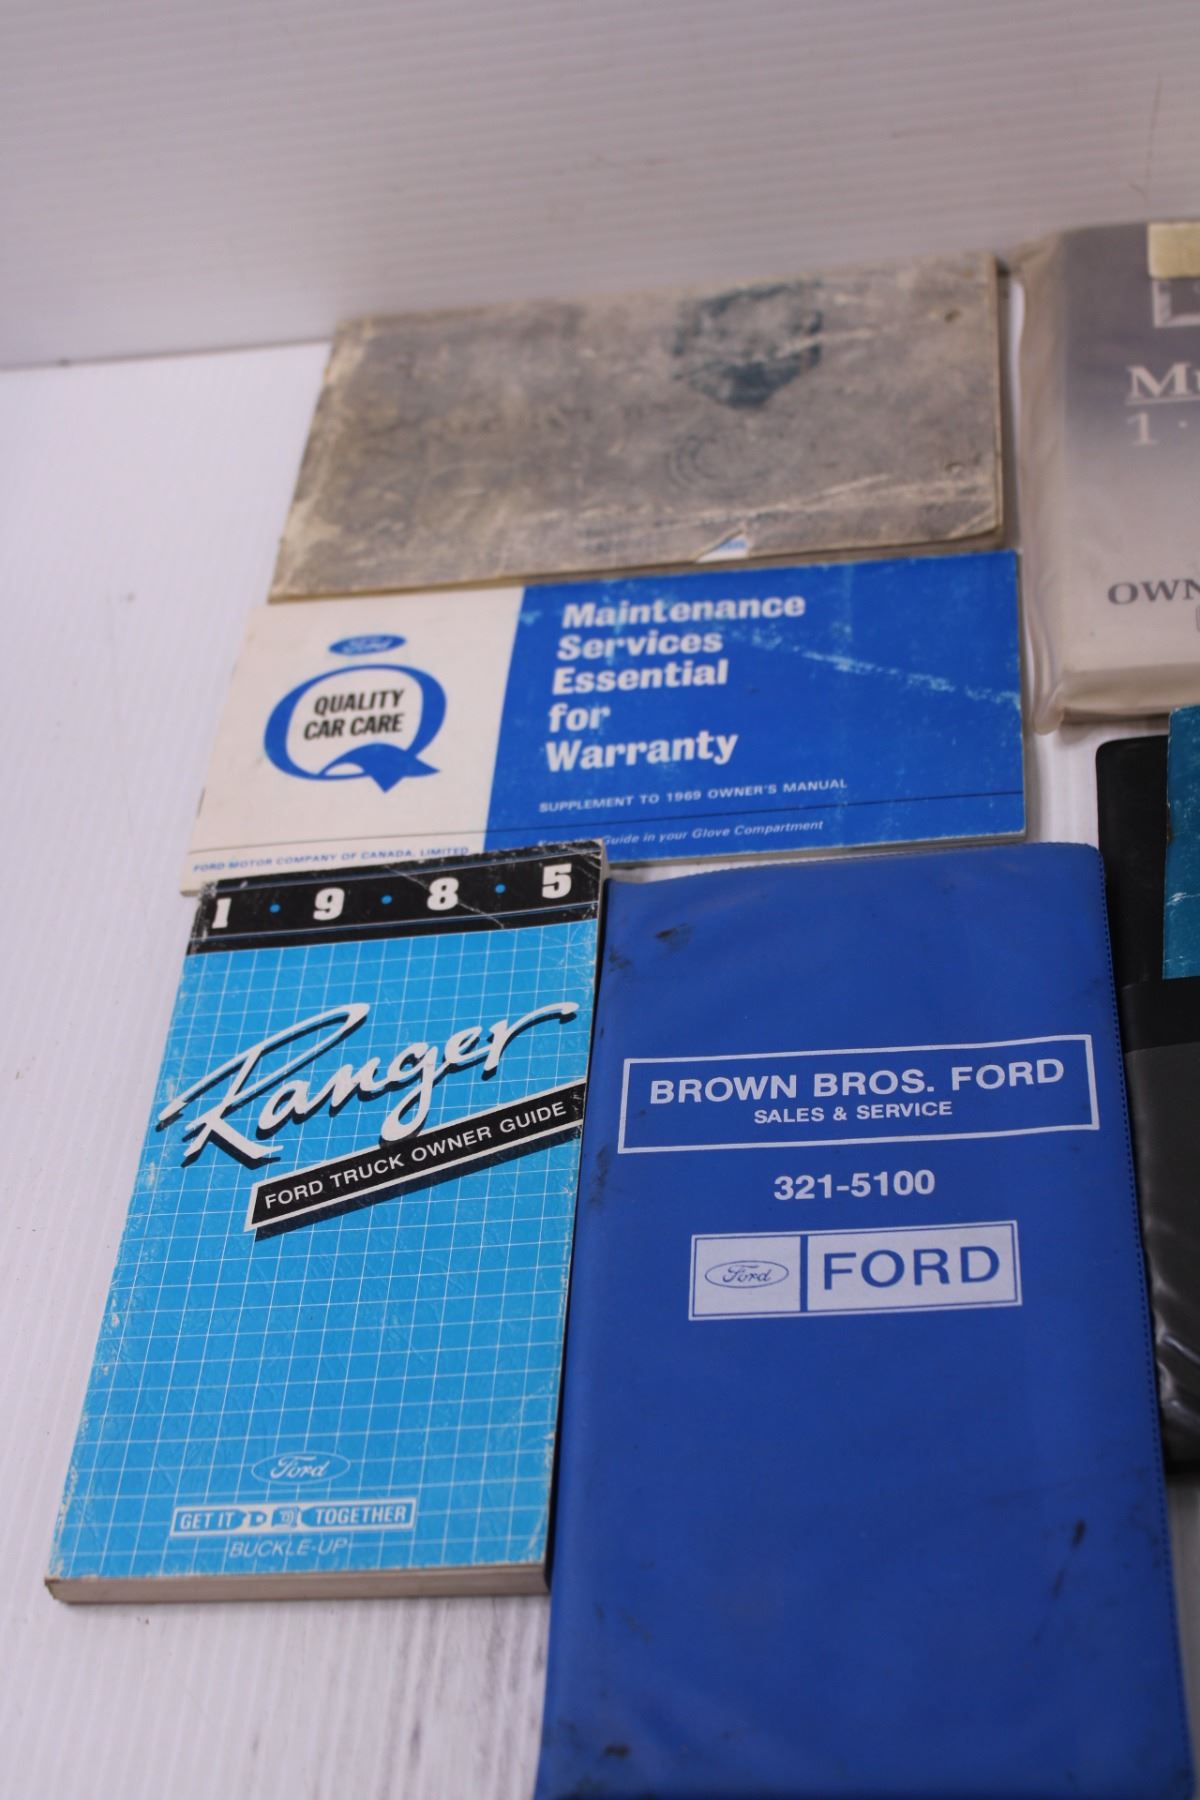 Ford
QUALITY
CAR CARE
Maintenance
Services
Essential
for
Warranty
SUPPLEMENT TO 1969 OWNER'S MANUAL
Guide in your Glove Compartment
FORD MOTOR COMPANY OF CANADA, LIMITED
1 · 9 · 8 · 5
Ranger
FORD TRUCK OWNER GUIDE
Ford
GET IT TOGETHER
BUCKLE-UP
BROWN BROS. FORD
SALES & SERVICE
321-5100
Ford FORD
1 ·